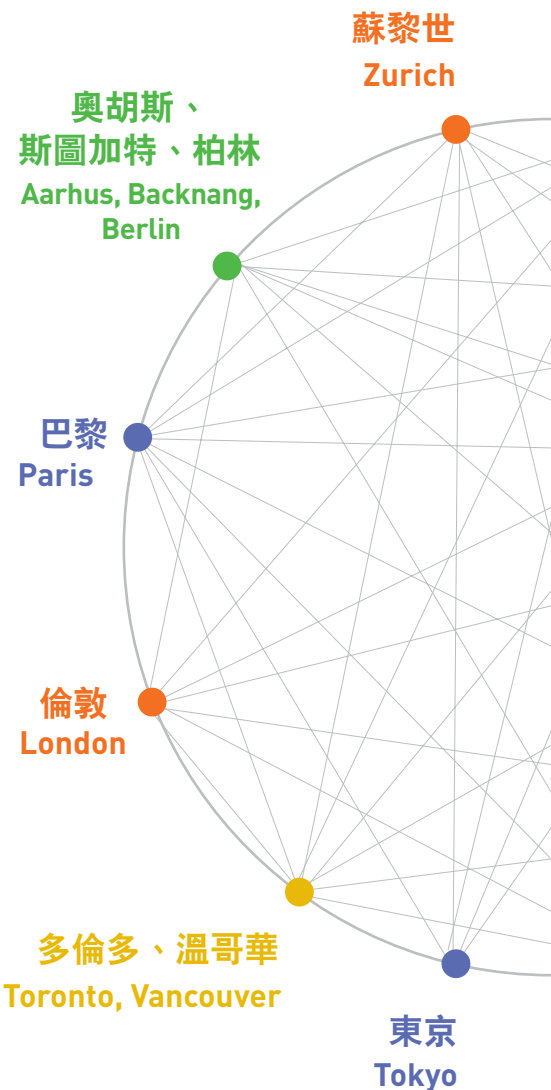 蘇黎世
Zurich
奧胡斯、
斯圖加特、柏林
Aarhus, Backnang,
Berlin
巴黎
Paris
倫敦
London
多倫多、溫哥華
Toronto, Vancouver
東京
Tokyo